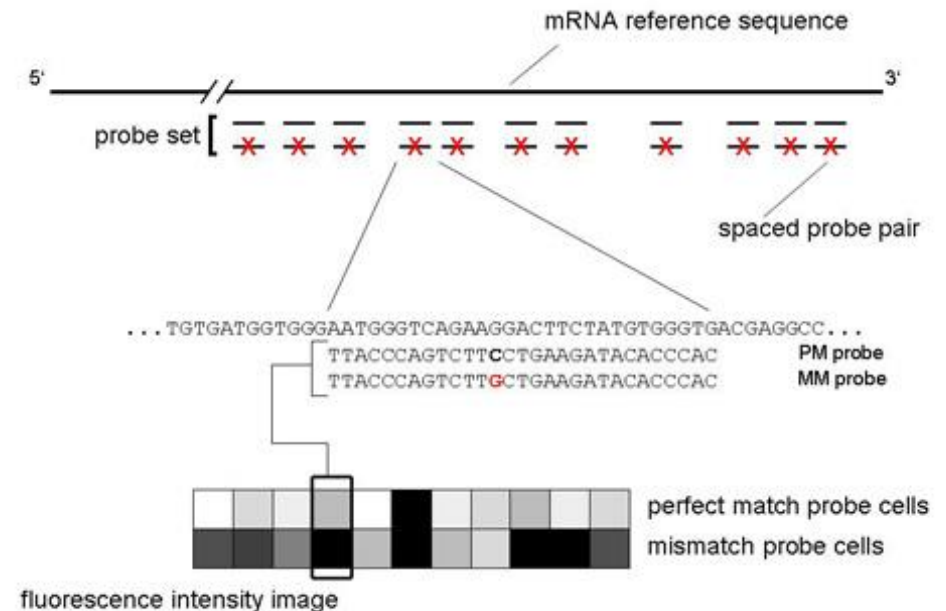 mRNA reference sequence
5' 3'
probe set
X X X X X X X X X X X
spaced probe pair
...TGTGATGGTGGGAATGGGTCAGAAGGACTTCTATGTGGGTGACGAGGCC...
TTACCCAGTCTTCCTGAAGATACACCCAC PM probe
TTACCCAGTCTTGCTGAAGATACACCCAC MM probe
perfect match probe cells
mismatch probe cells
fluorescence intensity image